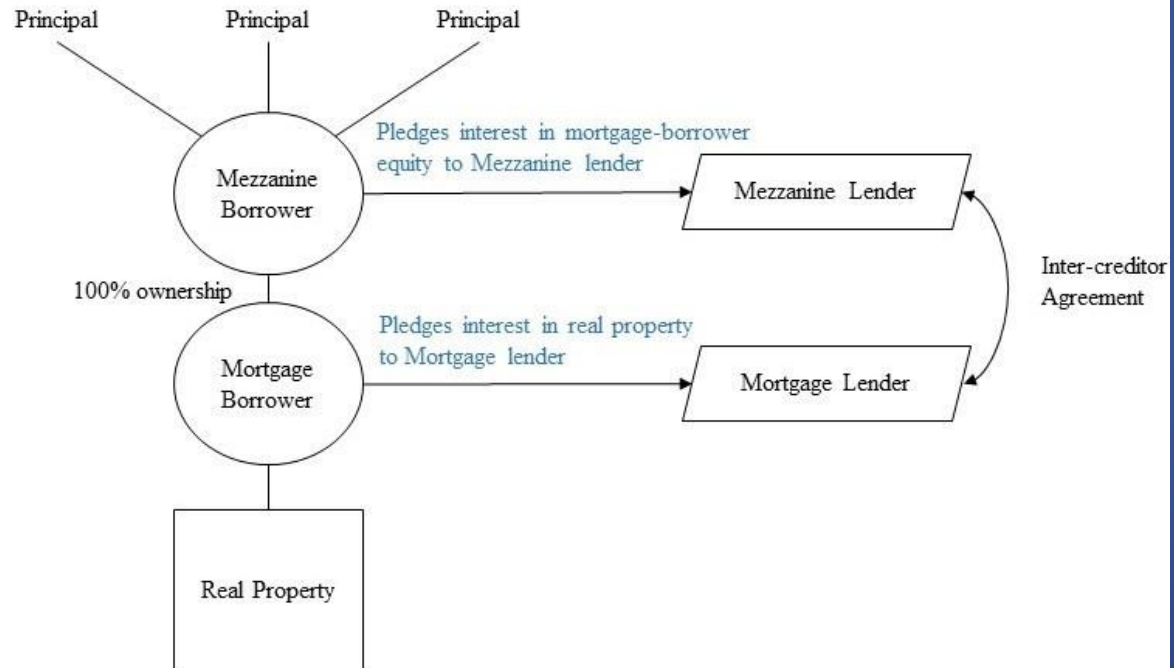 Principal
Principal
Principal
Pledges interest in mortgage-borrower
equity to Mezzanine lender
Mezzanine
Borrower
Mezzanine Lender
100% ownership
Inter-creditor
Agreement
Pledges interest in real property
to Mortgage lender
Mortgage
Borrower
Mortgage Lender
Real Property